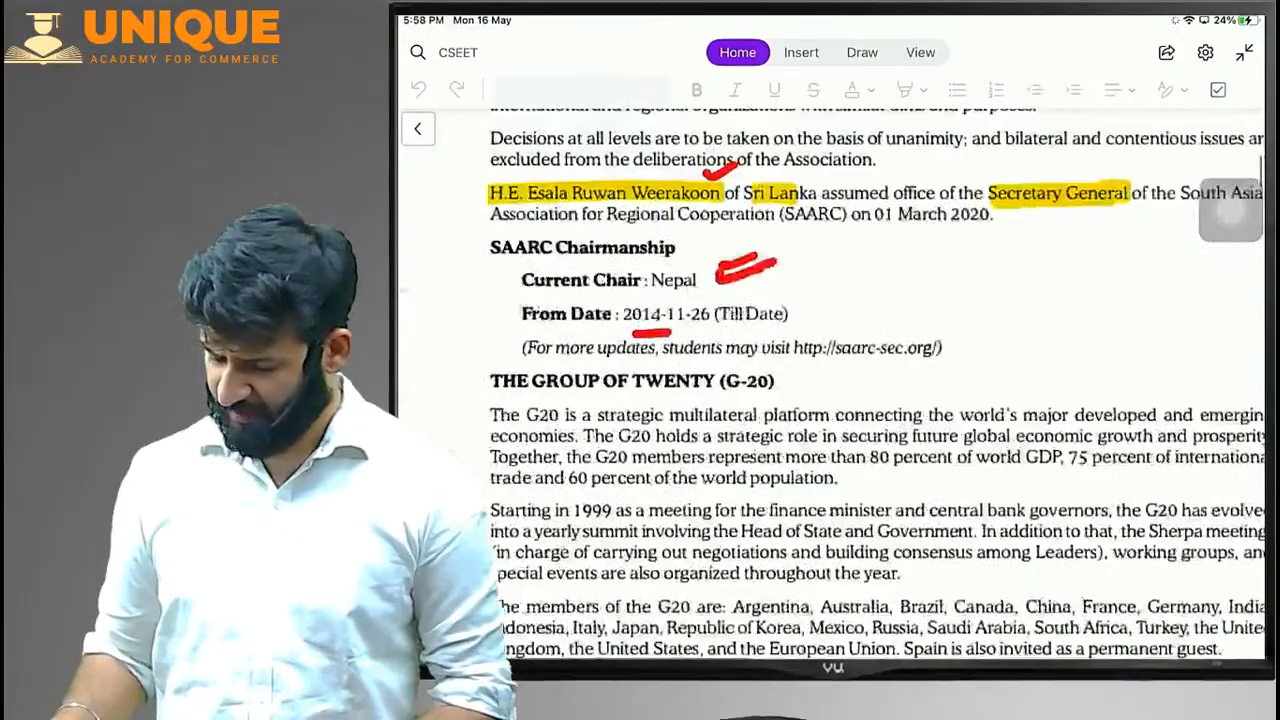 UNIQUE
ACADEMY FOR COMMERCE
5:58 PM Mon 16 May
24%
CSEET
Home Insert Draw View
B I U S A
Decisions at all levels are to be taken on the basis of unanimity; and bilateral and contentious issues ar
excluded from the deliberations of the Association.
H.E. Esala Ruwan Weerakoon of Sri Lanka assumed office of the Secretary General of the South Asia
Association for Regional Cooperation (SAARC) on 01 March 2020.
SAARC Chairmanship
Current Chair : Nepal
From Date : 2014-11-26 (Till Date)
(For more updates, students may visit http://saarc-sec.org/)
THE GROUP OF TWENTY (G-20)
The G20 is a strategic multilateral platform connecting the world's major developed and emergin
economies. The G20 holds a strategic role in securing future global economic growth and prosperit
Together, the G20 members represent more than 80 percent of world GDP, 75 percent of internationa
trade and 60 percent of the world population.
Starting in 1999 as a meeting for the finance minister and central bank governors, the G20 has evolve
into a yearly summit involving the Head of State and Government. In addition to that, the Sherpa meeting
in charge of carrying out negotiations and building consensus among Leaders), working groups, an
pecial events are also organized throughout the year.
he members of the G20 are: Argentina, Australia, Brazil, Canada, China, France, Germany, India
ndonesia, Italy, Japan, Republic of Korea, Mexico, Russia, Saudi Arabia, South Africa, Turkey, the Unite
ngdom, the United States, and the European Union. Spain is also invited as a permanent guest.
VU